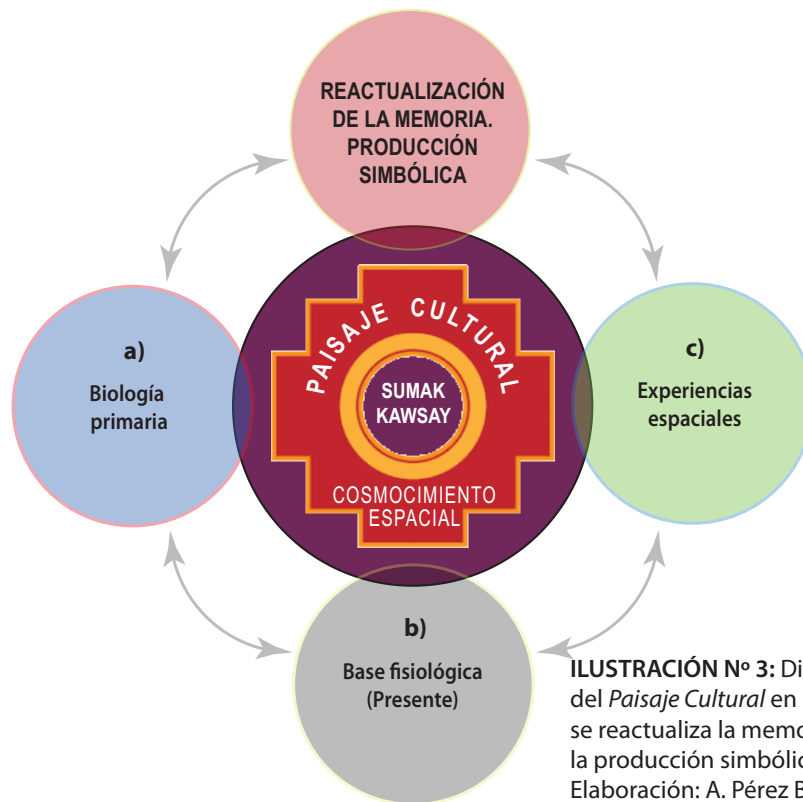 REACTUALIZACIÓN
DE LA MEMORIA.
PRODUCCIÓN
SIMBÓLICA
a)
Biología
primaria
PAISAJE CULTURAL
SUMAK
KAWSAY
COSMOCIMIENTO
ESPACIAL
c)
Experiencias
espaciales
b)
Base fisiológica
(Presente)
ILUSTRACIÓN Nº 3: Di
del Paisaje Cultural en
se reactualiza la memo
la producción simbólic
Elaboración: A. Pérez B